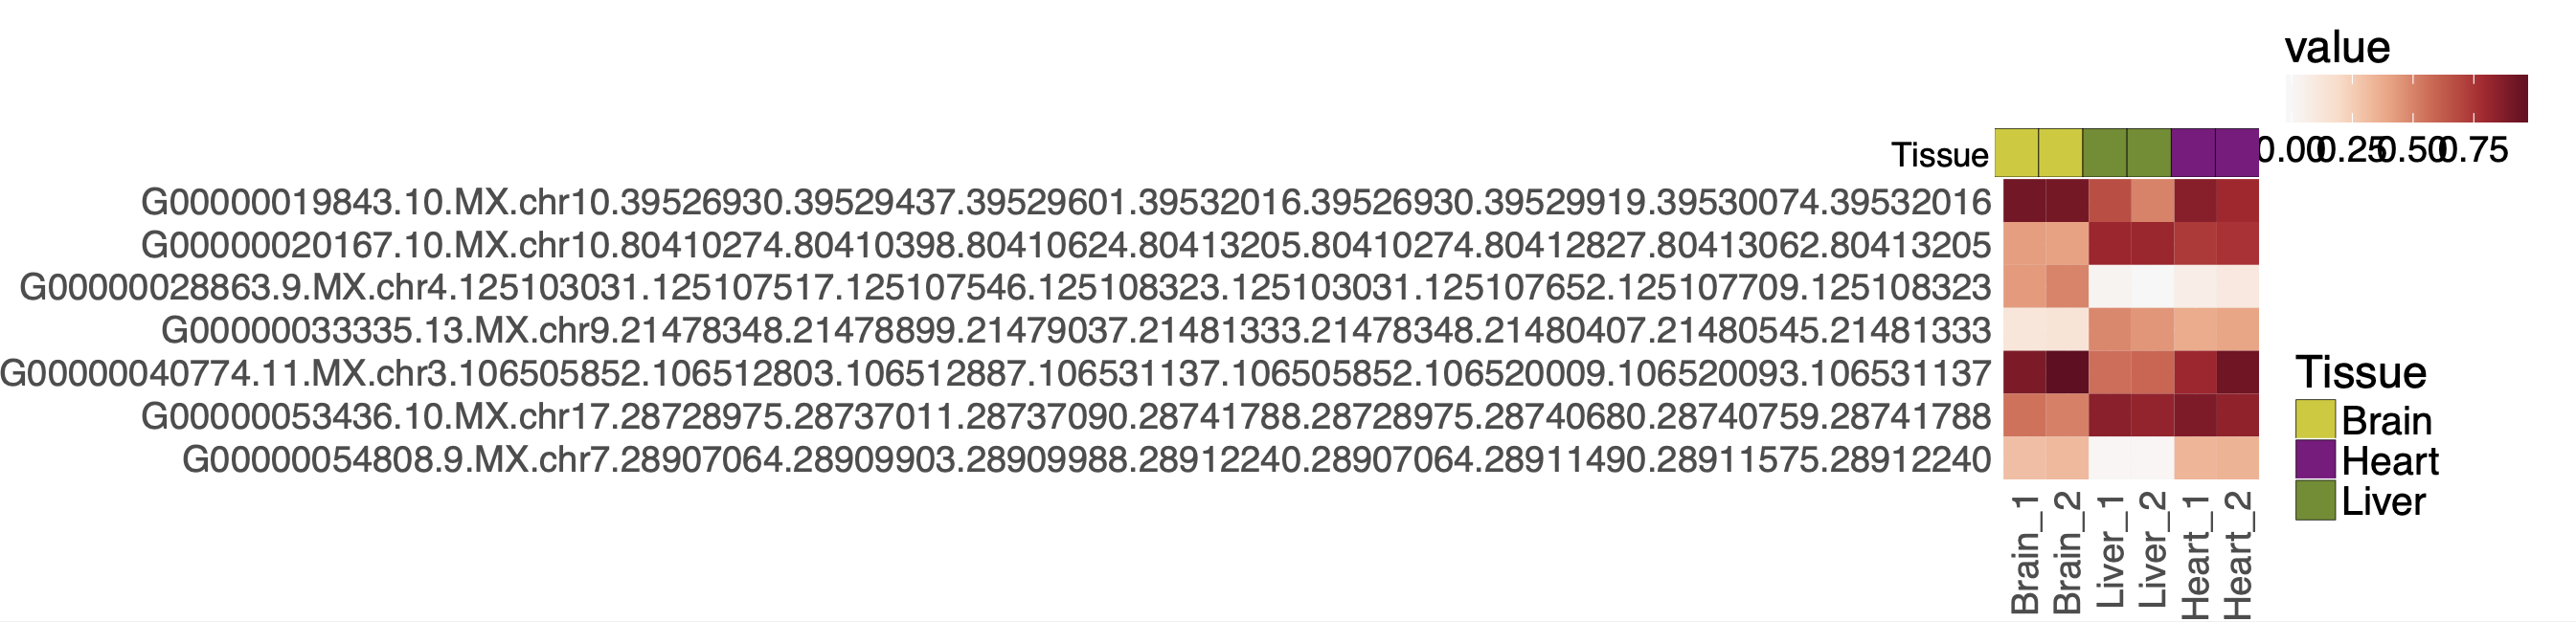 value
0.00 0.25 0.50 0.75
Tissue
G00000019843.10.MX.chr10.39526930.39529437.39529601.39532016.39526930.39529919.39530074.39532016
G00000020167.10.MX.chr10.80410274.80410398.80410624.80413205.80410274.80412827.80413062.80413205
G00000028863.9.MX.chr4.125103031.125107517.125107546.125108323.125103031.125107652.125107709.125108323
G00000033335.13.MX.chr9.21478348.21478899.21479037.21481333.21478348.21480407.21480545.21481333
G00000040774.11.MX.chr3.106505852.106512803.106512887.106531137.106505852.106520009.106520093.106531137
G00000053436.10.MX.chr17.28728975.28737011.28737090.28741788.28728975.28740680.28740759.28741788
G00000054808.9.MX.chr7.28907064.28909903.28909988.28912240.28907064.28911490.28911575.28912240
Brain_1
Brain_2
Liver_1
Liver_2
Heart_1
Heart_2
Tissue
Brain
Heart
Liver